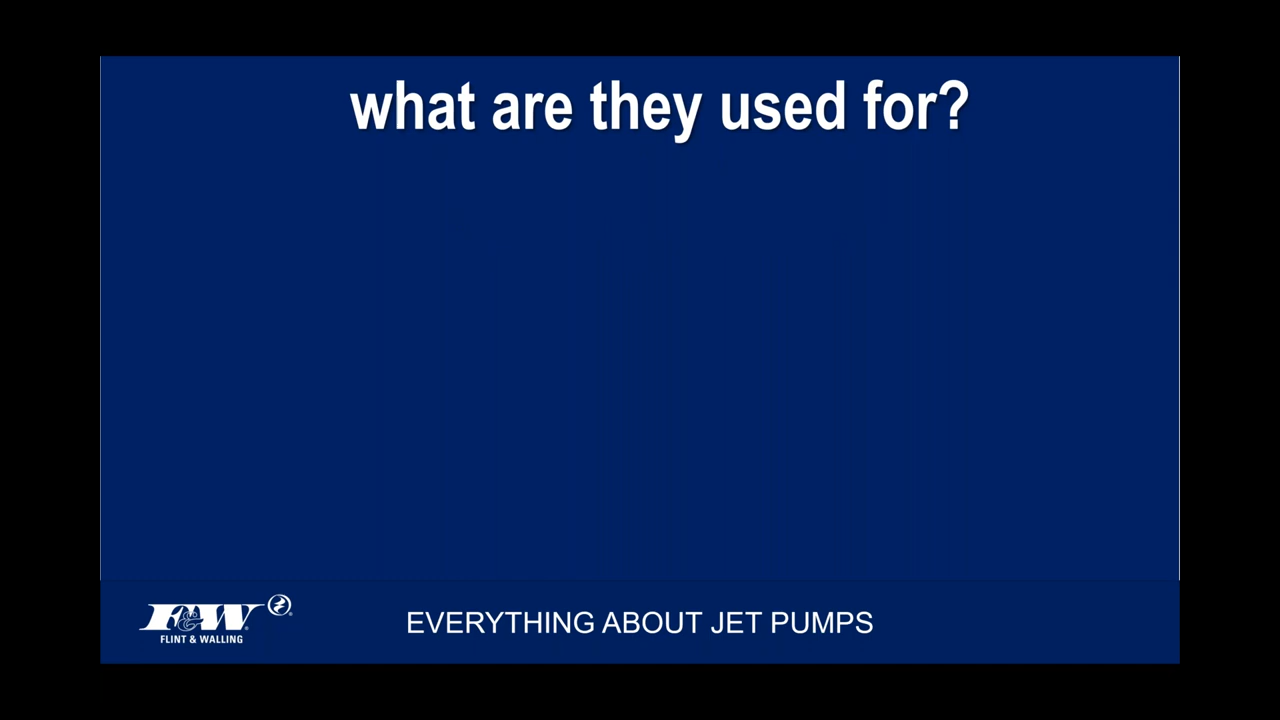 what are they used for?
F&W
FLINT & WALLING
EVERYTHING ABOUT JET PUMPS